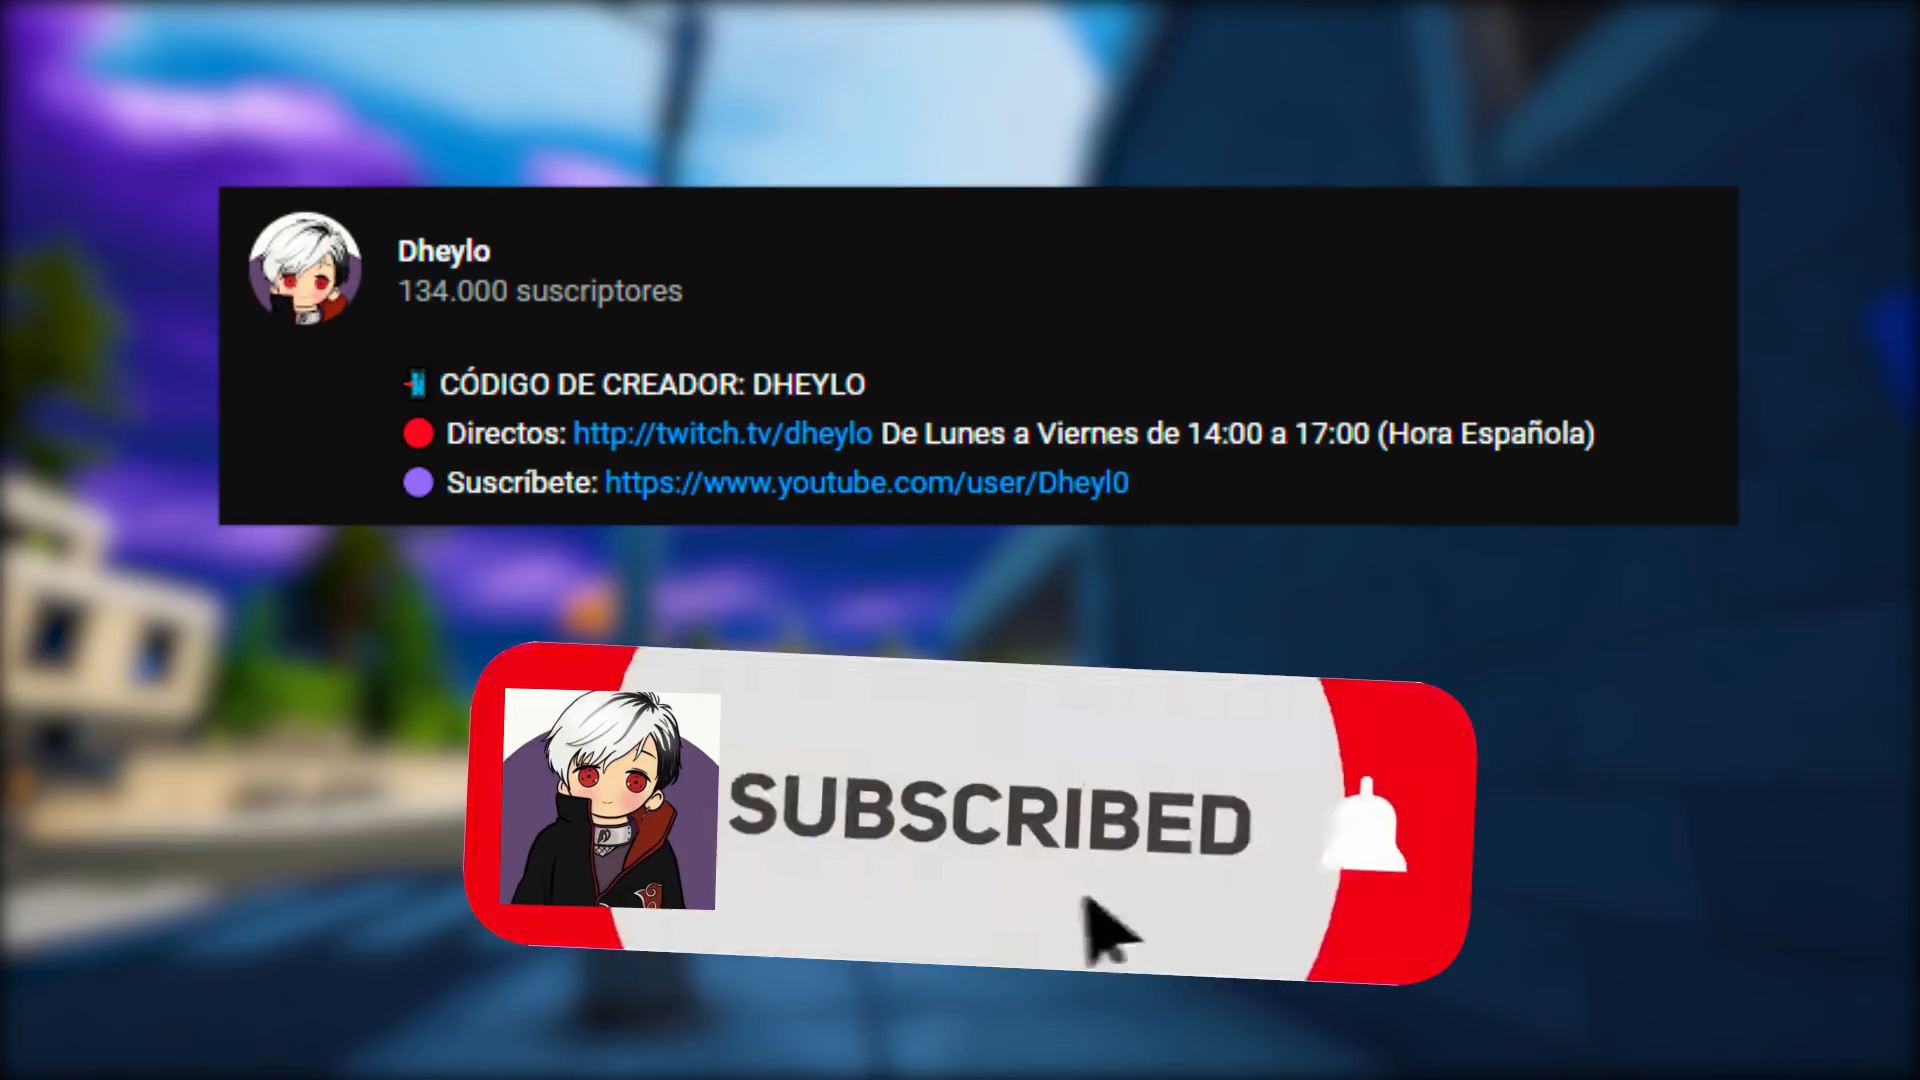 Dheylo
134.000 suscriptores
CÓDIGO DE CREADOR: DHEYLO
Directos: http://twitch.tv/dheylo De Lunes a Viernes de 14:00 a 17:00 (Hora Española)
Suscríbete: https://www.youtube.com/user/Dheyl0
SUBSCRIBED